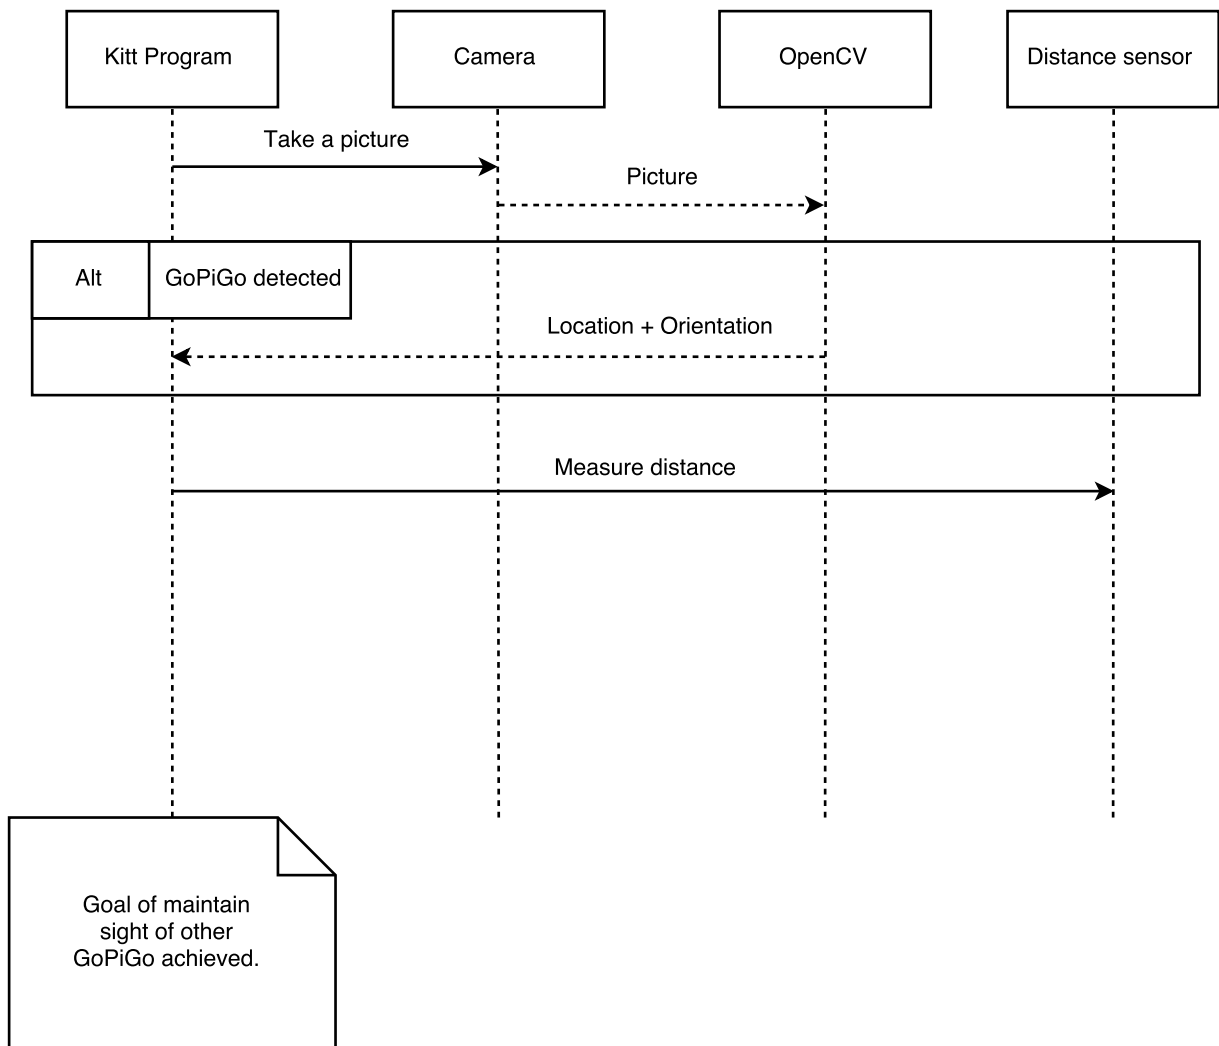 Kitt Program
Camera
OpenCV
Distance sensor
Take a picture
Picture
Alt
GoPiGo detected
Location + Orientation
Measure distance
Goal of maintain
sight of other
GoPiGo achieved.